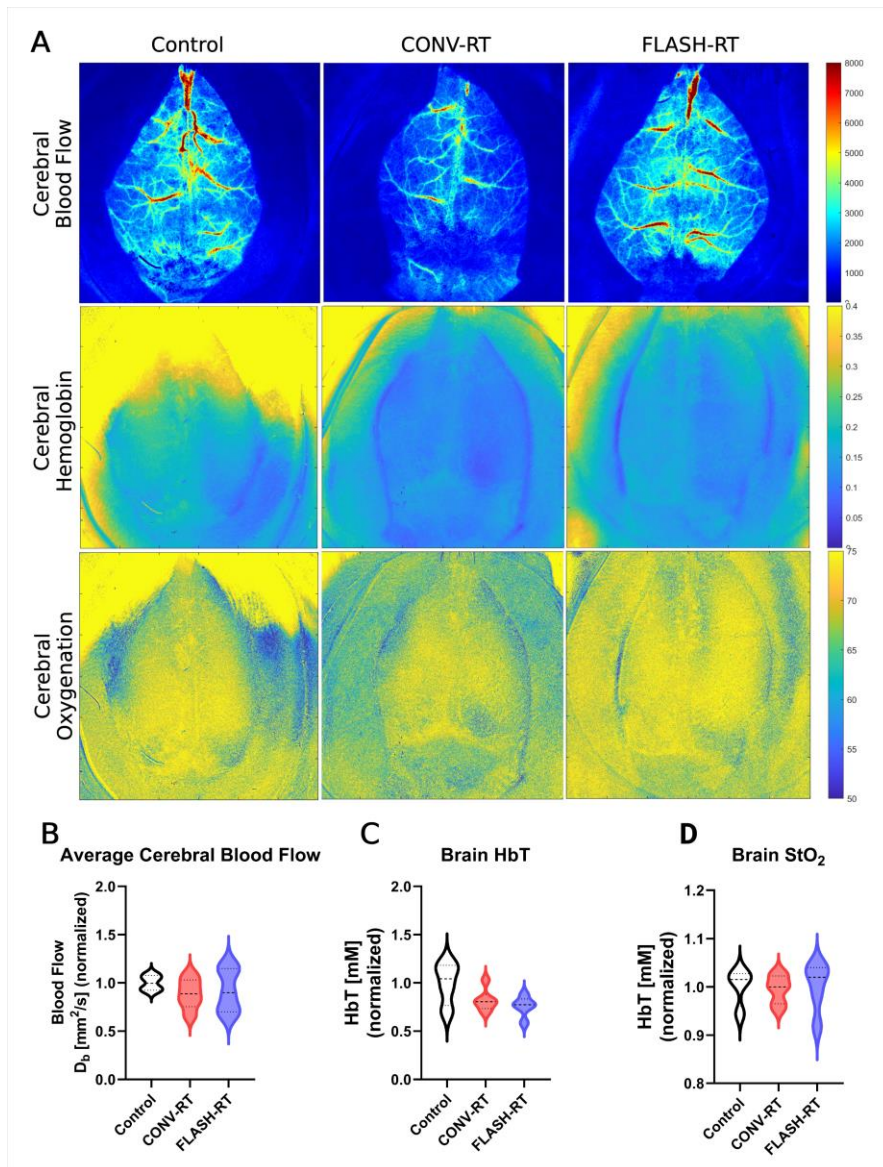 A
Control CONV-RT FLASH-RT
Cerebral
Blood Flow
8000
7000
6000
5000
4000
3000
2000
1000
0
Cerebral
Hemoglobin
0.4
0.35
0.3
0.25
0.2
0.15
0.1
0.05
0
Cerebral
Oxygenation
75
70
65
60
55
50
B
Average Cerebral Blood Flow
Blood Flow
D_b [mm²/s] (normalized)
2.0
1.5
1.0
0.5
0.0
Control
CONV-RT
FLASH-RT
C
Brain HbT
HbT [mM]
(normalized)
2.0
1.5
1.0
0.5
0.0
Control
CONV-RT
FLASH-RT
D
Brain StO₂
HbT [mM]
(normalized)
1.2
1.1
1.0
0.9
0.8
Control
CONV-RT
FLASH-RT